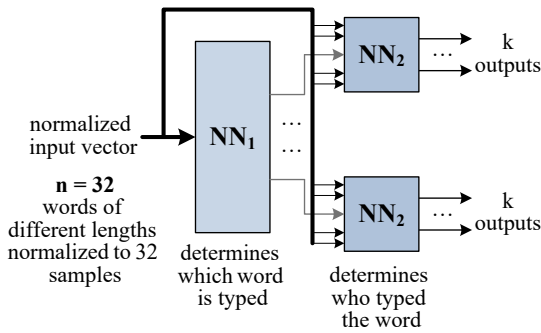 normalized
input vector
n = 32
words of
different lengths
normalized to 32
samples
NN1
...
...
determines
which word
is typed
NN2
...
k
outputs
NN2
...
k
outputs
determines
who typed
the word